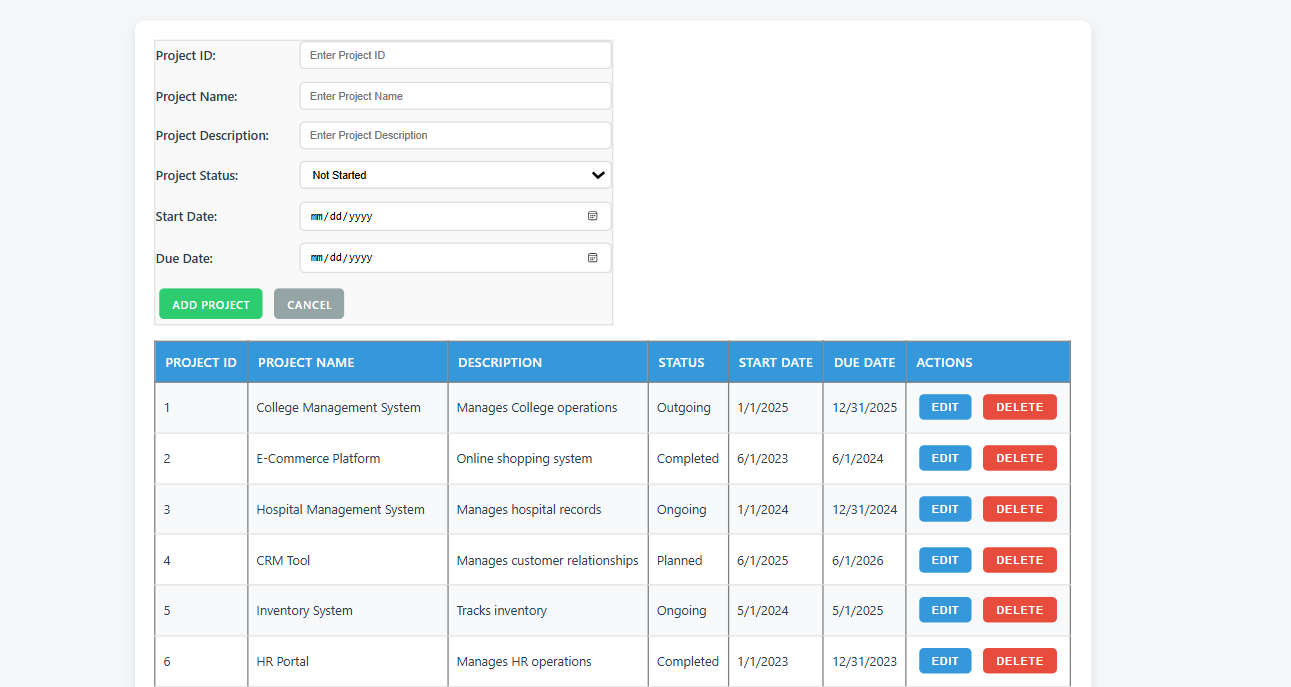 Project ID: Enter Project ID
Project Name: Enter Project Name
Project Description: Enter Project Description
Project Status: Not Started
Start Date: mm/dd/yyyy
Due Date: mm/dd/yyyy
ADD PROJECT CANCEL
PROJECT ID PROJECT NAME DESCRIPTION STATUS START DATE DUE DATE ACTIONS
1 College Management System Manages College operations Outgoing 1/1/2025 12/31/2025 EDIT DELETE
2 E-Commerce Platform Online shopping system Completed 6/1/2023 6/1/2024 EDIT DELETE
3 Hospital Management System Manages hospital records Ongoing 1/1/2024 12/31/2024 EDIT DELETE
4 CRM Tool Manages customer relationships Planned 6/1/2025 6/1/2026 EDIT DELETE
5 Inventory System Tracks inventory Ongoing 5/1/2024 5/1/2025 EDIT DELETE
6 HR Portal Manages HR operations Completed 1/1/2023 12/31/2023 EDIT DELETE